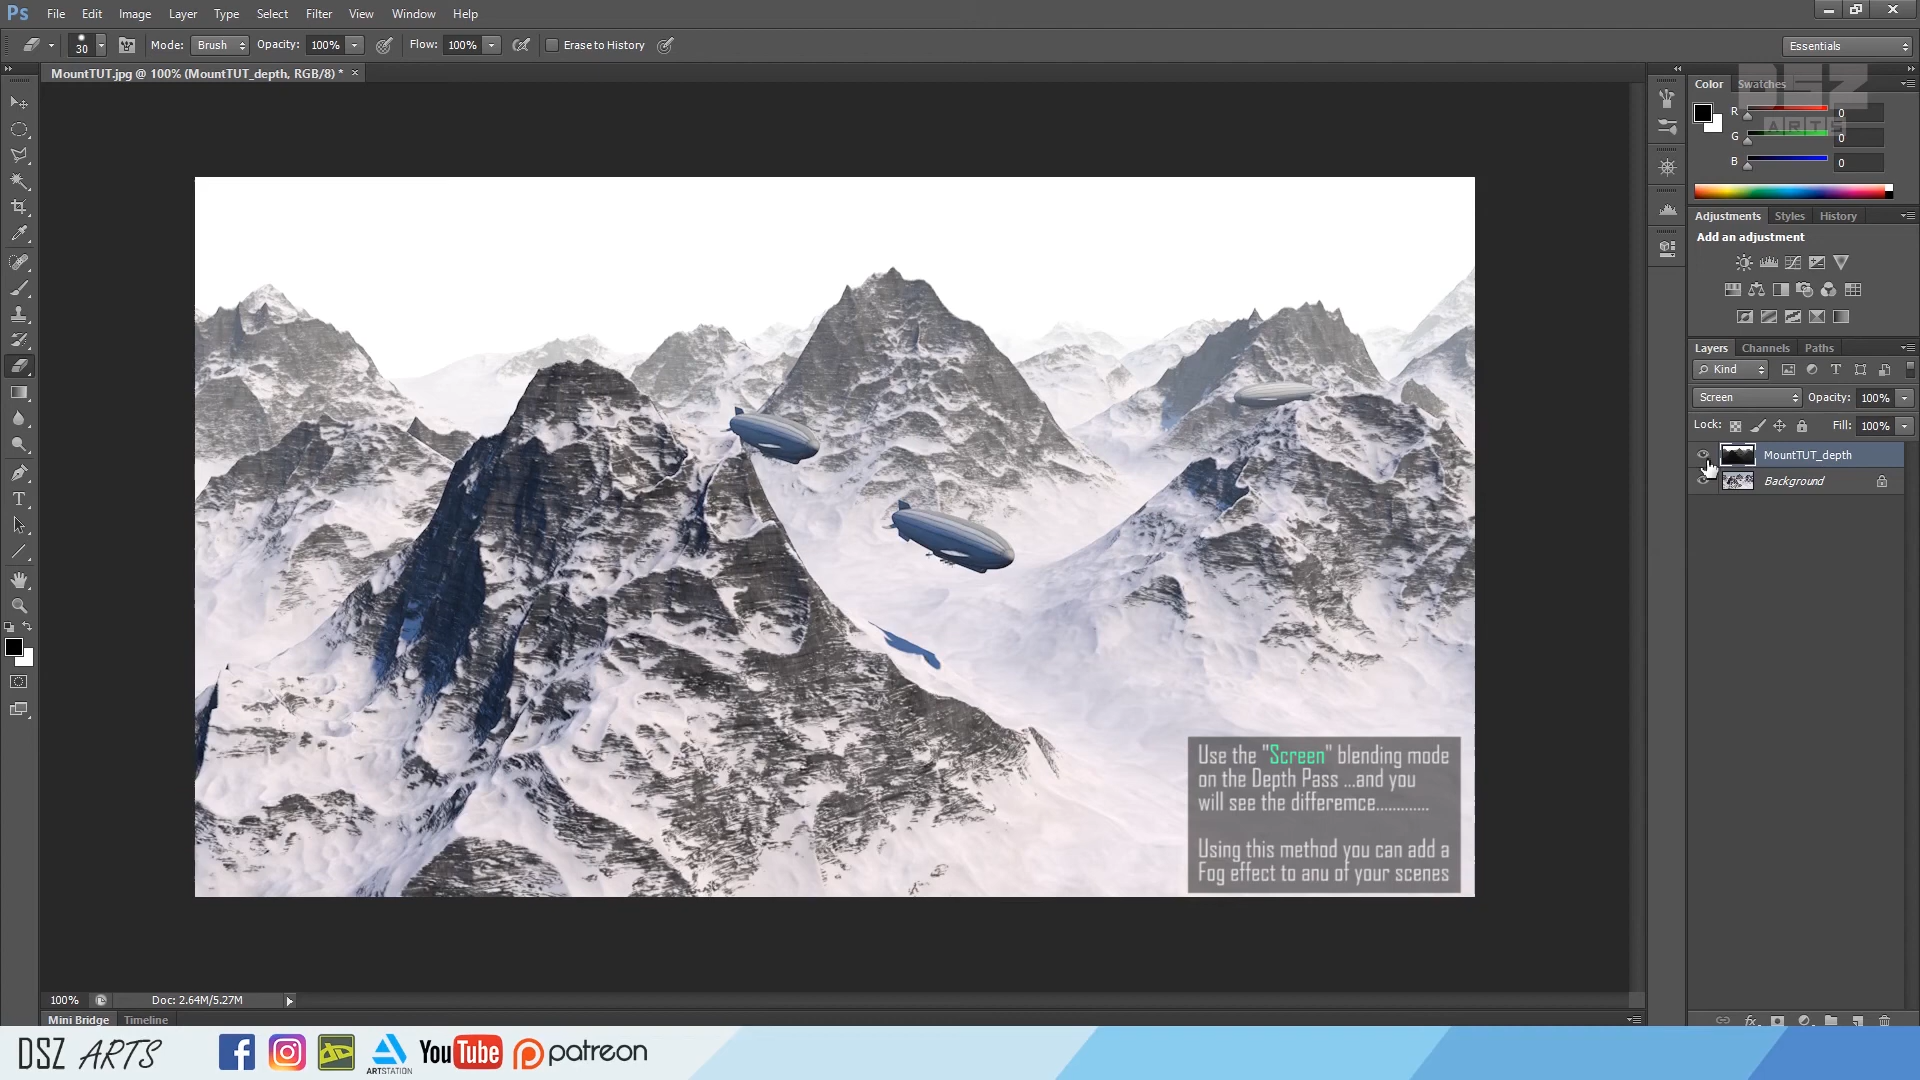 Ps File Edit Image Layer Type Select Filter View Window Help
30 Mode: Brush Opacity: 100% Flow: 100% Erase to History Essentials
MountTUT.jpg @ 100% (MountTUT_depth, RGB/8) * ×
Color Swatches
DSZ
ARTS
R 0
G 0
B 0
Adjustments Styles History
Add an adjustment
Layers Channels Paths
Kind
Screen Opacity: 100%
Lock: Fill: 100%
MountTUT_depth
Background
Use the "Screen" blending mode
on the Depth Pass ...and you
will see the differemce.............
Using this method you can add a
Fog effect to anu of your scenes
100% Doc: 2.64M/5.27M
Mini Bridge Timeline
DSZ ARTS
ARTSTATION
YouTube
patreon